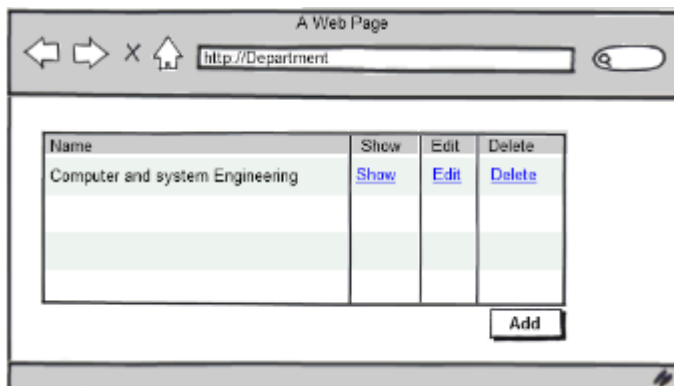 A Web Page
http://Department
Name Show Edit Delete
Computer and system Engineering Show Edit Delete
Add